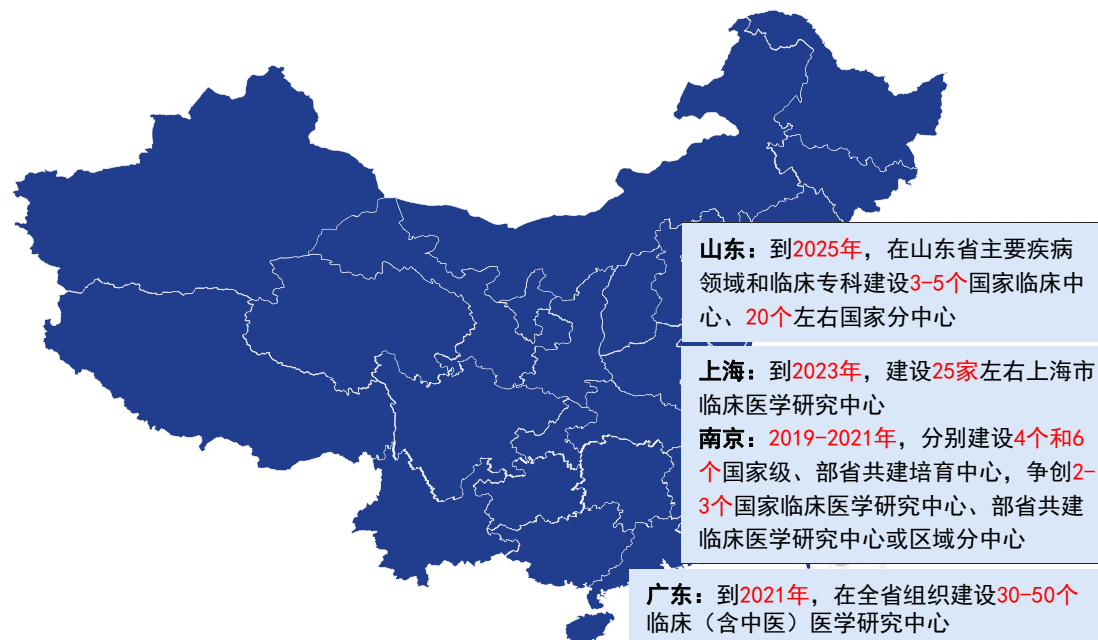 山东：到2025年，在山东省主要疾病
领域和临床专科建设3-5个国家临床中
心、20个左右国家分中心
上海：到2023年，建设25家左右上海市
临床医学研究中心
南京：2019-2021年，分别建设4个和6
个国家级、部省共建培育中心，争创2-
3个国家临床医学研究中心、部省共建
临床医学研究中心或区域分中心
广东：到2021年，在全省组织建设30-50个
临床（含中医）医学研究中心